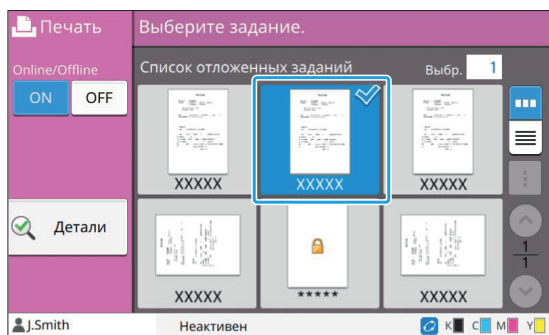 Печать
Выберите задание.
Online/Offline
ON OFF
Список отложенных заданий
Выбр. 1
XXXXX XXXXX XXXXX
Детали
XXXXX ***** XXXXX
1
1
J.Smith
Неактивен
K C M Y